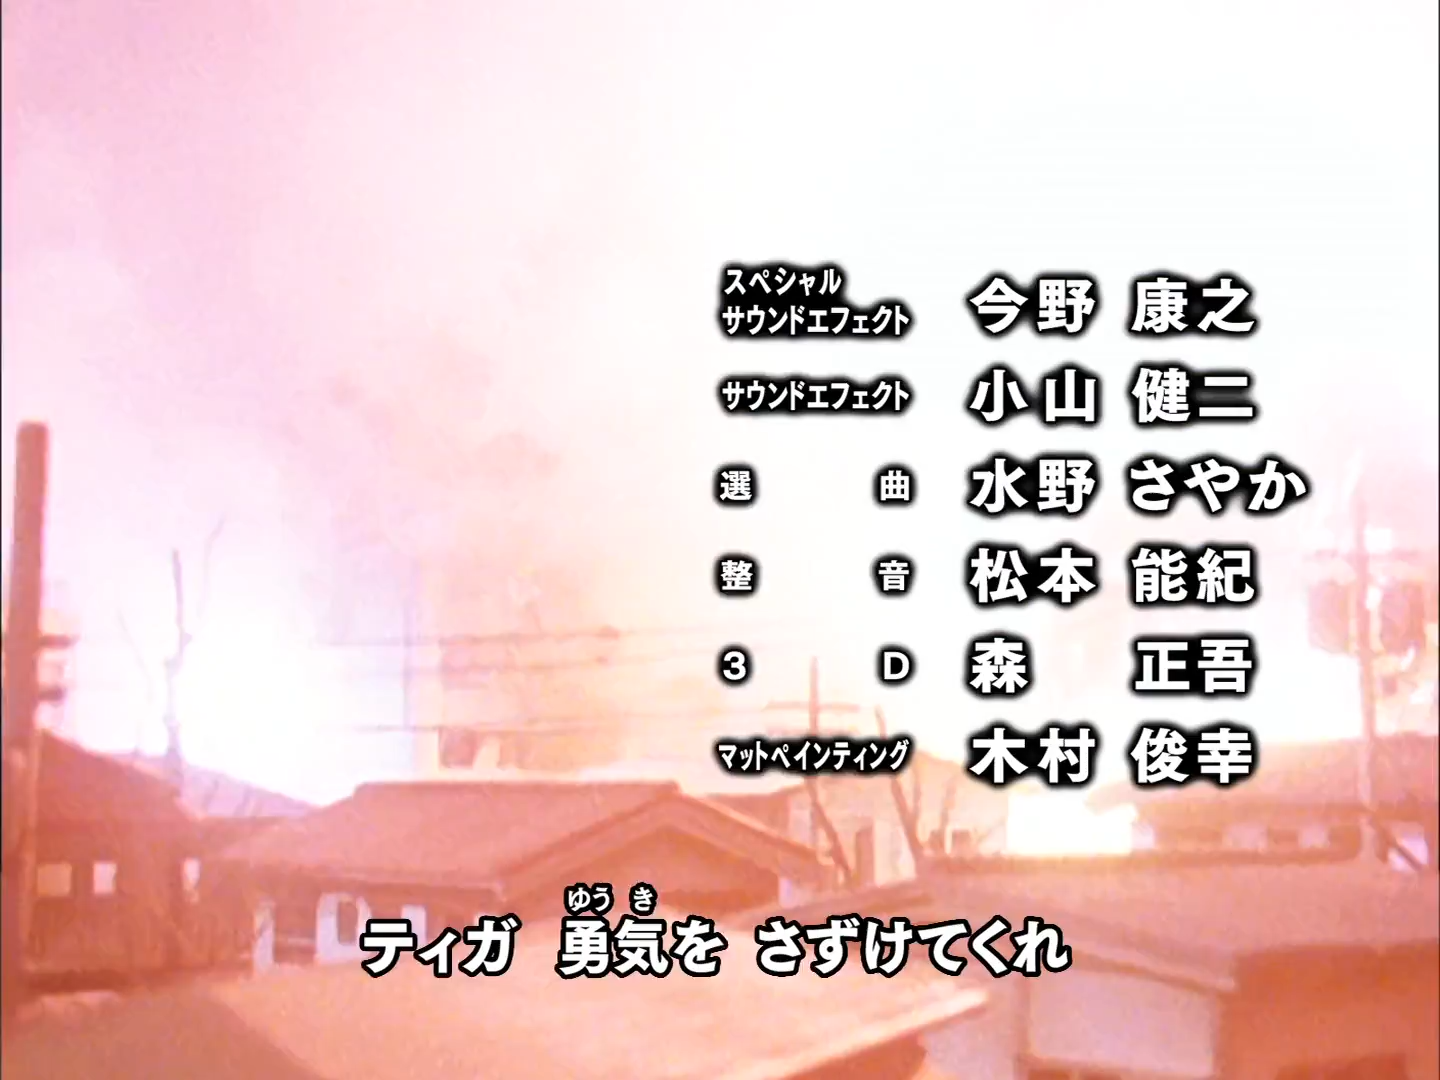 スペシャル
サウンドエフェクト 今野 康之
サウンドエフェクト 小山 健二
選曲 水野 さやか
整音 松本 能紀
3D 森 正吾
マットペインティング 木村 俊幸
ゆうき
ティガ 勇気を さずけてくれ